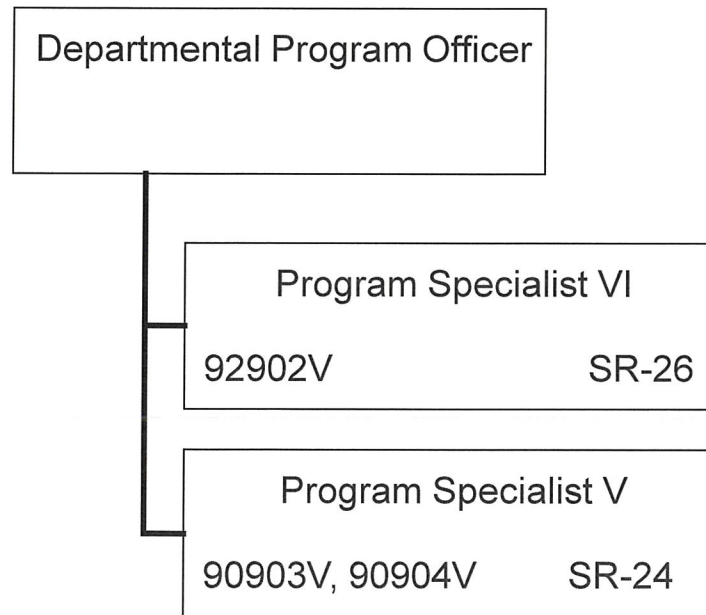 Departmental Program Officer
Program Specialist VI
92902V SR-26
Program Specialist V
90903V, 90904V SR-24